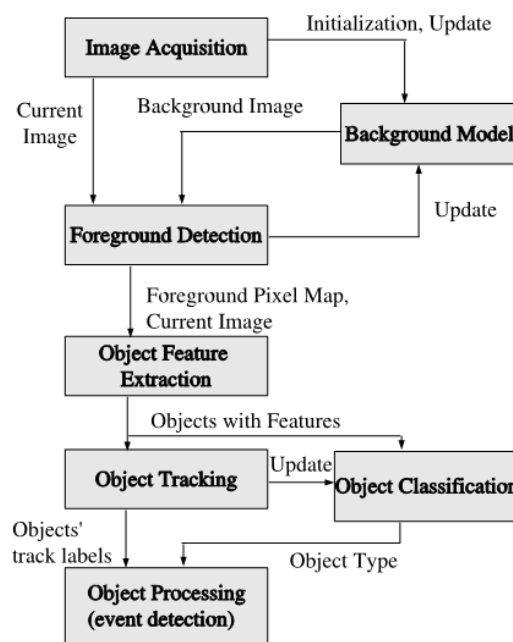 Image Acquisition
Initialization, Update
Current
Image
Background Image
Background Model
Foreground Detection
Update
Foreground Pixel Map,
Current Image
Object Feature
Extraction
Objects with Features
Object Tracking
Update
Object Classification
Objects'
track labels
Object Type
Object Processing
(event detection)